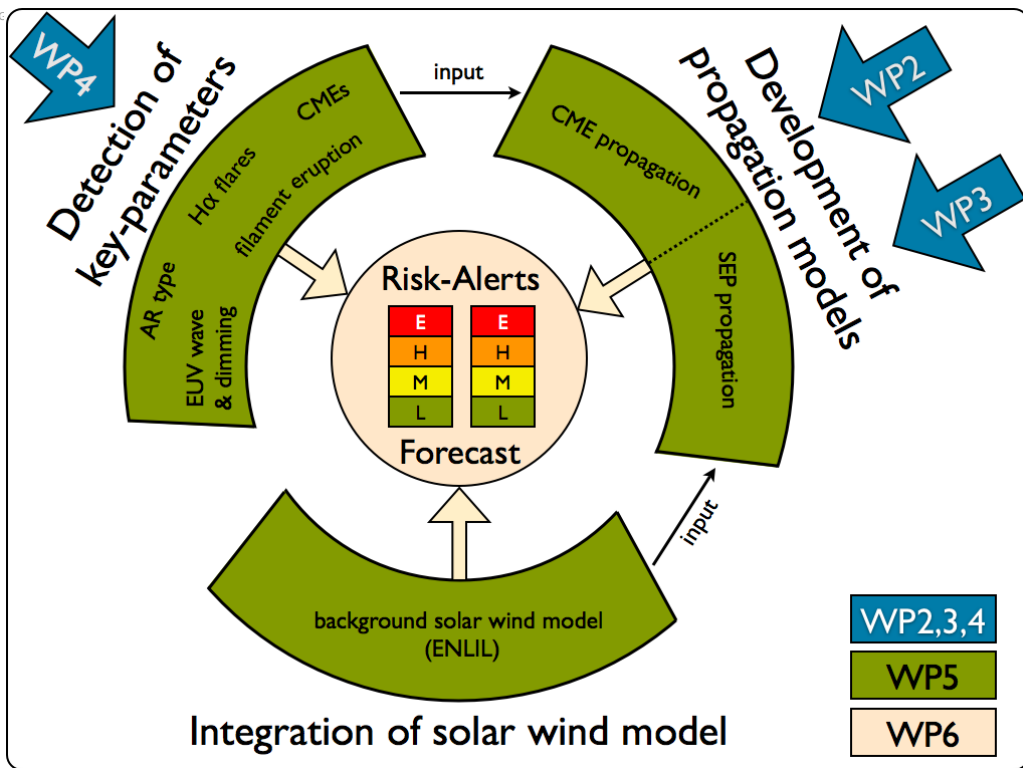 WP4
Detection of
key-parameters
CMEs
Hα flares
filament eruption
AR type
EUV wave
& dimming
input
WP2
WP3
Development of
propagation models
CME propagation
SEP propagation
Risk-Alerts
E E
H H
M M
L L
Forecast
input
background solar wind model
(ENLIL)
Integration of solar wind model
WP2,3,4
WP5
WP6